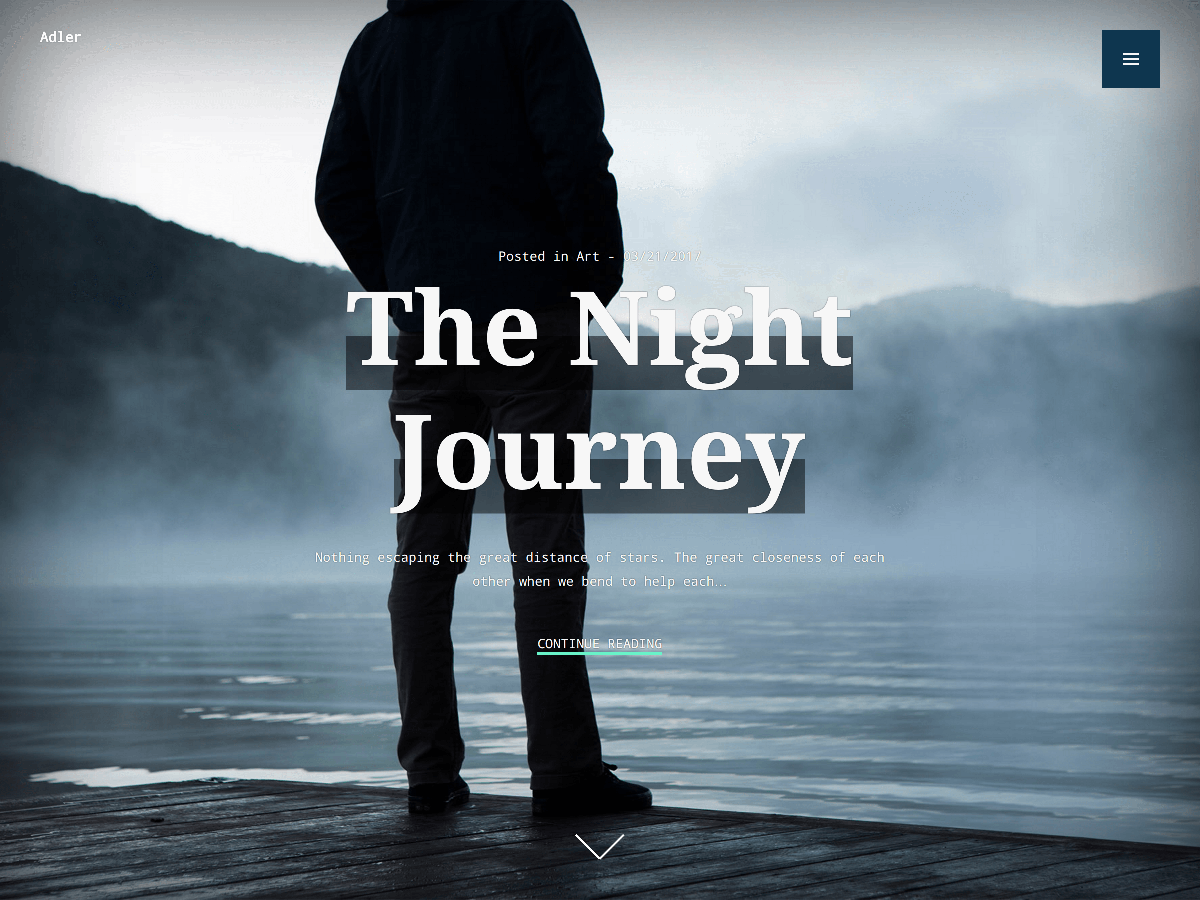 Adler
Posted in Art - 03/21/2017
The Night
Journey
Nothing escaping the great distance of stars. The great closeness of each
other when we bend to help each…
CONTINUE READING